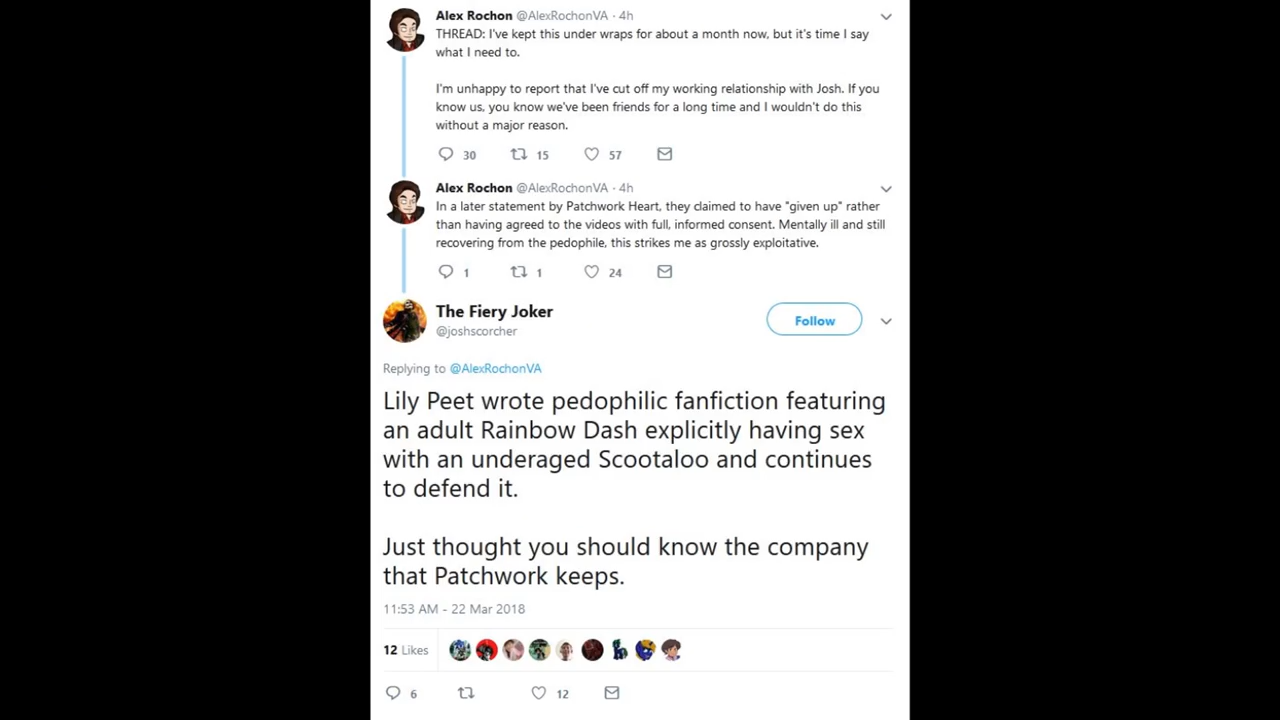 Alex Rochon @AlexRochonVA · 4h
THREAD: I've kept this under wraps for about a month now, but it's time I say
what I need to.
I'm unhappy to report that I've cut off my working relationship with Josh. If you
know us, you know we've been friends for a long time and I wouldn't do this
without a major reason.
30 15 57
Alex Rochon @AlexRochonVA · 4h
In a later statement by Patchwork Heart, they claimed to have "given up" rather
than having agreed to the videos with full, informed consent. Mentally ill and still
recovering from the pedophile, this strikes me as grossly exploitative.
1 1 24
The Fiery Joker
@joshscorcher
Follow
Replying to @AlexRochonVA
Lily Peet wrote pedophilic fanfiction featuring
an adult Rainbow Dash explicitly having sex
with an underaged Scootaloo and continues
to defend it.
Just thought you should know the company
that Patchwork keeps.
11:53 AM - 22 Mar 2018
12 Likes
6 12